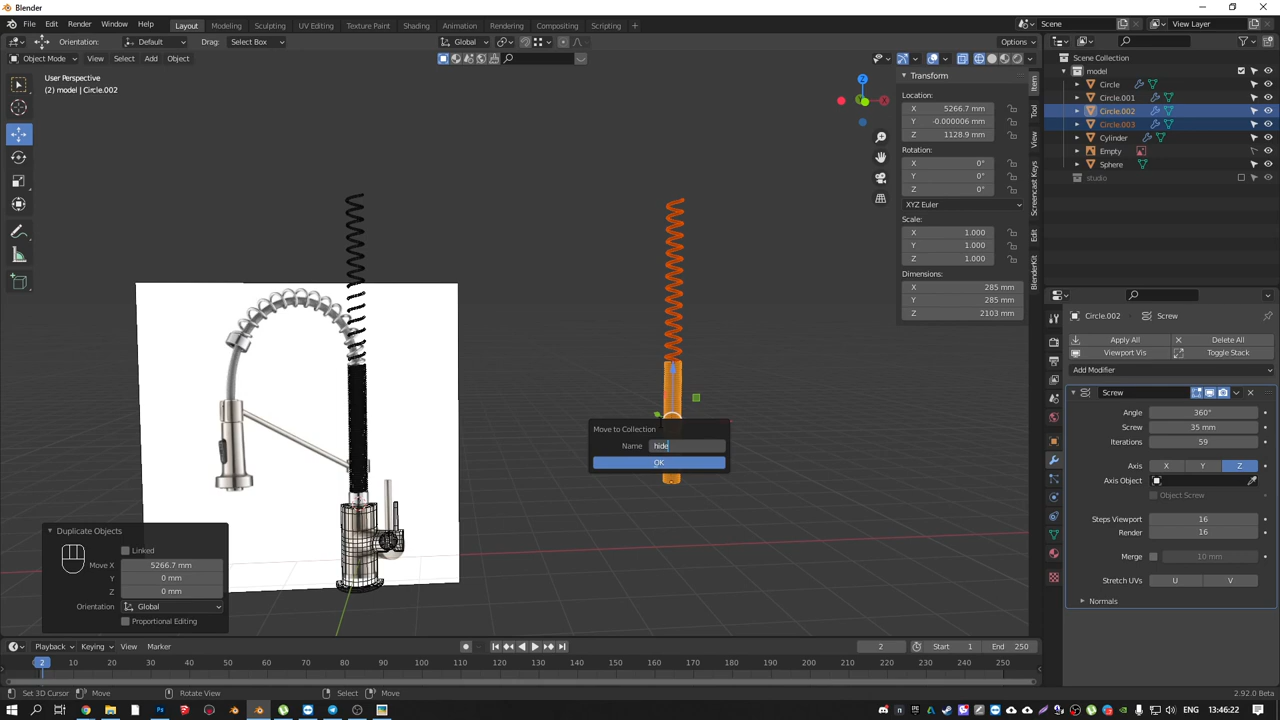 Blender
File Edit Render Window Help Layout Modeling Sculpting UV Editing Texture Paint Shading Animation Rendering Compositing Scripting + Scene View Layer
Orientation: Default Drag: Select Box Global Options
Object Mode View Select Add Object
User Perspective
(2) model | Circle.002
Transform
Location:
X 5266.7 mm
Y -0.000006 mm
Z 1128.9 mm
Rotation:
X 0°
Y 0°
Z 0°
XYZ Euler
Scale:
X 1.000
Y 1.000
Z 1.000
Dimensions:
X 285 mm
Y 285 mm
Z 2103 mm
Item
Tool
View
Screencast Keys
Edit
BlenderKit
Z
Scene Collection
model
Circle
Circle.001
Circle.002
Circle.003
Cylinder
Empty
Sphere
studio
Circle.002 Screw
Apply All Delete All
Viewport Vis Toggle Stack
Add Modifier
Screw
Angle 360°
Screw 35 mm
Iterations 59
Axis X Y Z
Axis Object
Object Screw
Steps Viewport 16
Render 16
Merge 10 mm
Stretch UVs U V
Normals
Move to Collection
Name hide
OK
Duplicate Objects
Linked
Move X 5266.7 mm
Y 0 mm
Z 0 mm
Orientation Global
Proportional Editing
Playback Keying View Marker 2 Start 1 End 250
2 10 20 30 40 50 60 70 80 90 100 110 120 130 140 150 160 170 180 190 200 210 220 230 240 250
Set 3D Cursor Move Rotate View Select Move 2.92.0 Beta
ENG 13:46:22